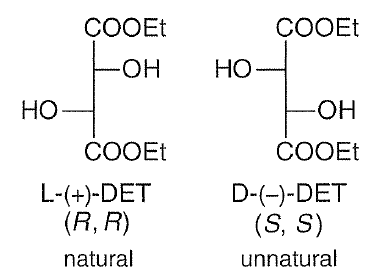 COOEt COOEt
OH HO
HO OH
COOEt COOEt
L-(+)-DET D-(−)-DET
(R, R) (S, S)
natural unnatural